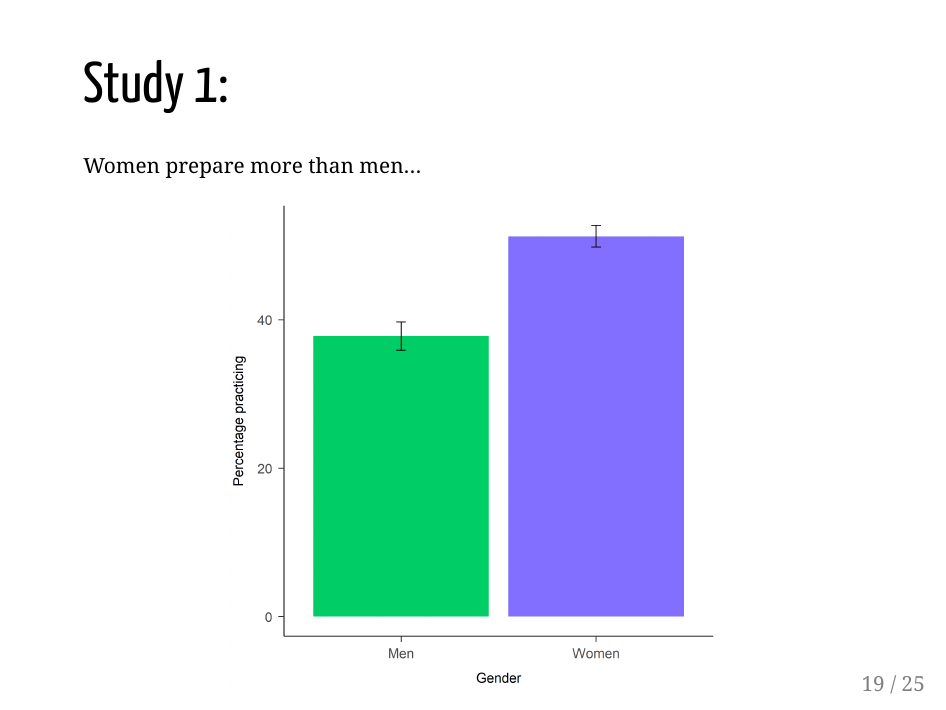 Study 1:
Women prepare more than men...
40
20
0
Percentage practicing
Men
Women
Gender
19 / 25